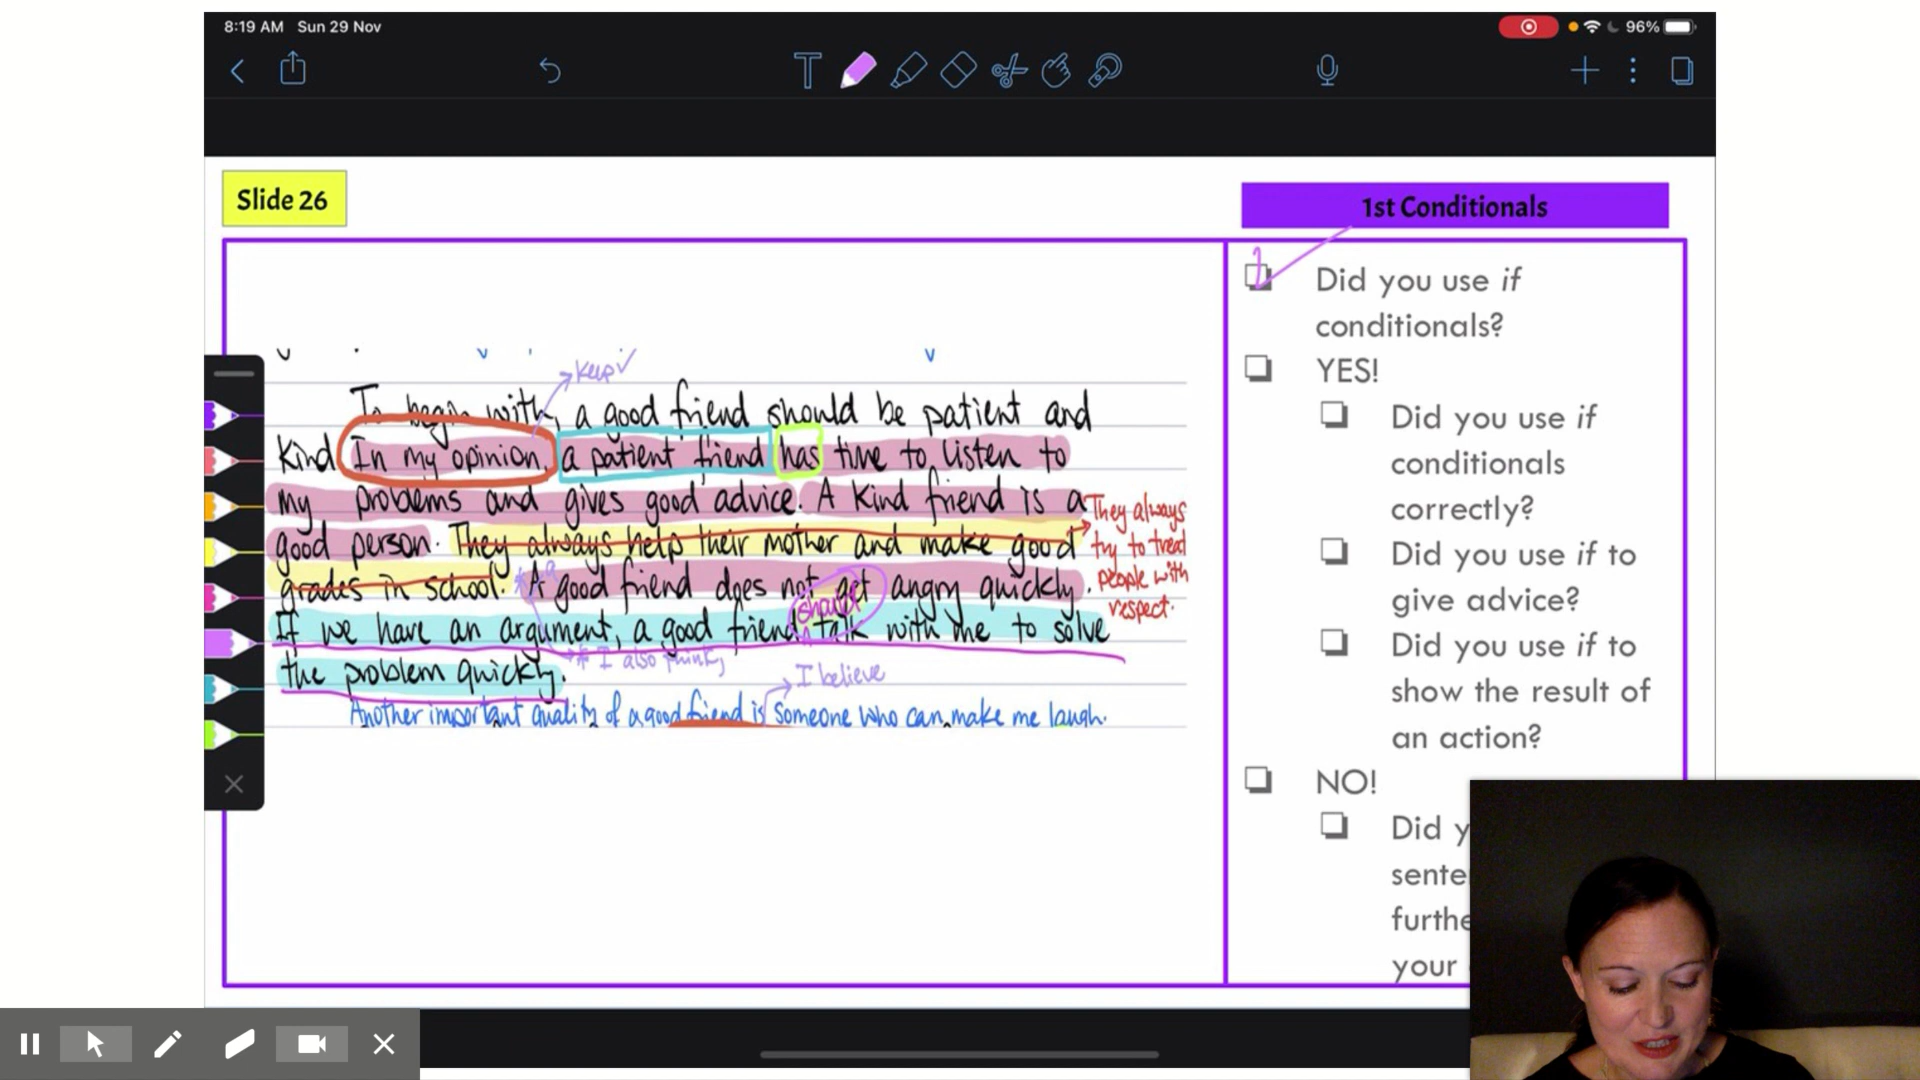 8:19 AM Sun 29 Nov
96%
T
Slide 26
1st Conditionals
Keep
To begin with, a good friend should be patient and
kind In my opinion, a patient friend has time to listen to
my problems and gives good advice. A kind friend is a
good person. They always help their mother and make good
grades in school. A good friend does not get angry quickly.
should
If we have an argument, a good friend talk with me to solve
the problem quickly.
They always
try to treat
people with
respect.
* I also think,
I believe
Another important quality of a good friend is someone who can make me laugh.
Did you use if
conditionals?
YES!
Did you use if
conditionals
correctly?
Did you use if to
give advice?
Did you use if to
show the result of
an action?
NO!
Did y
sente
furthe
your